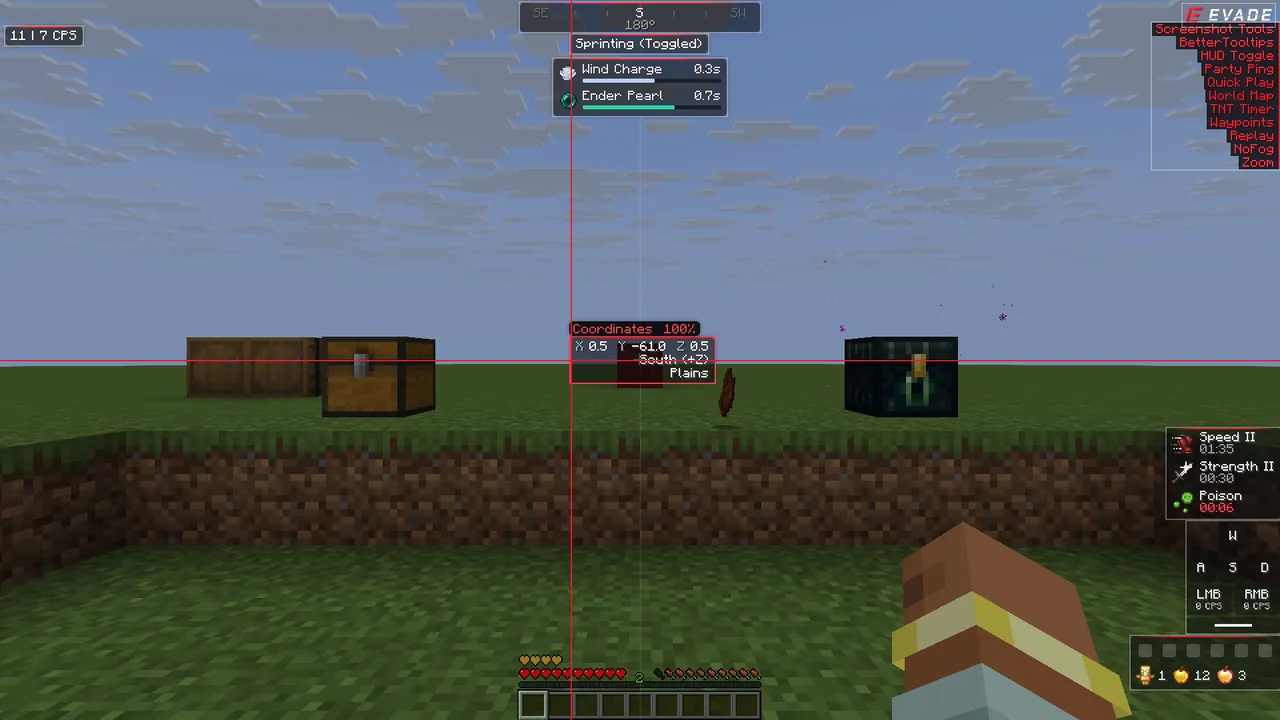 SE S SW
180°
EVADE
11 | 7 CPS
Sprinting (Toggled)
Wind Charge 0.3s
Ender Pearl 0.7s
Screenshot Tools
BetterTooltips
HUD Toggle
Party Ping
Quick Play
World Map
TNT Timer
Waypoints
Replay
NoFog
Zoom
Coordinates 100%
X 0.5 Y -61.0 Z 0.5
South (+Z)
Plains
Speed II
01:35
Strength II
00:30
Poison
00:06
W
A S D
LMB RMB
0 CPS 0 CPS
1 12 3
2